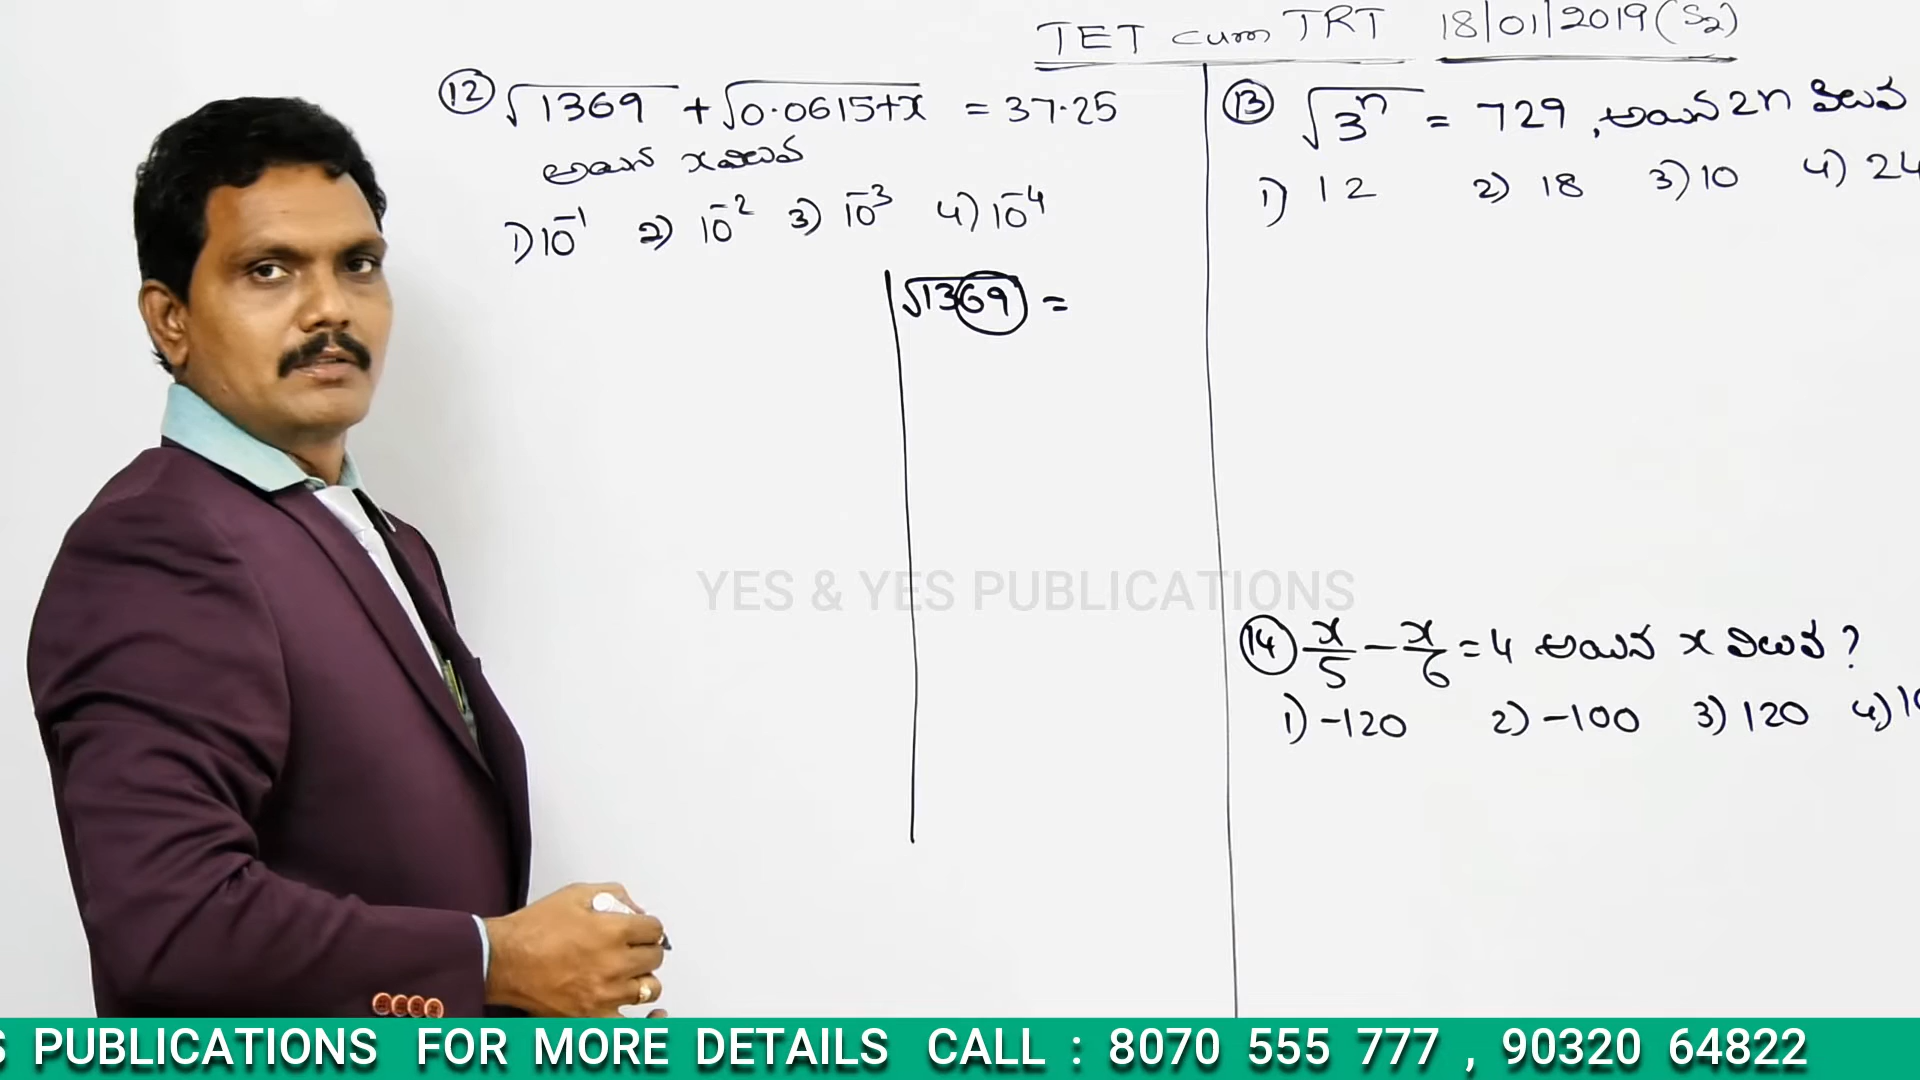 TET cum TRT 18/01/2019 (S2)
12 √1369 + √0.0615+x = 37.25
అయిన x విలువ
1) 10⁻¹ 2) 10⁻² 3) 10⁻³ 4) 10⁻⁴
√1369 =
13 √3ⁿ = 729, అయిన 2n విలువ
1) 12 2) 18 3) 10 4) 24
YES & YES PUBLICATIONS
14 x/5 − x/6 = 4 అయిన x విలువ ?
1) -120 2) -100 3) 120 4) 10
S PUBLICATIONS FOR MORE DETAILS CALL : 8070 555 777 , 90320 64822